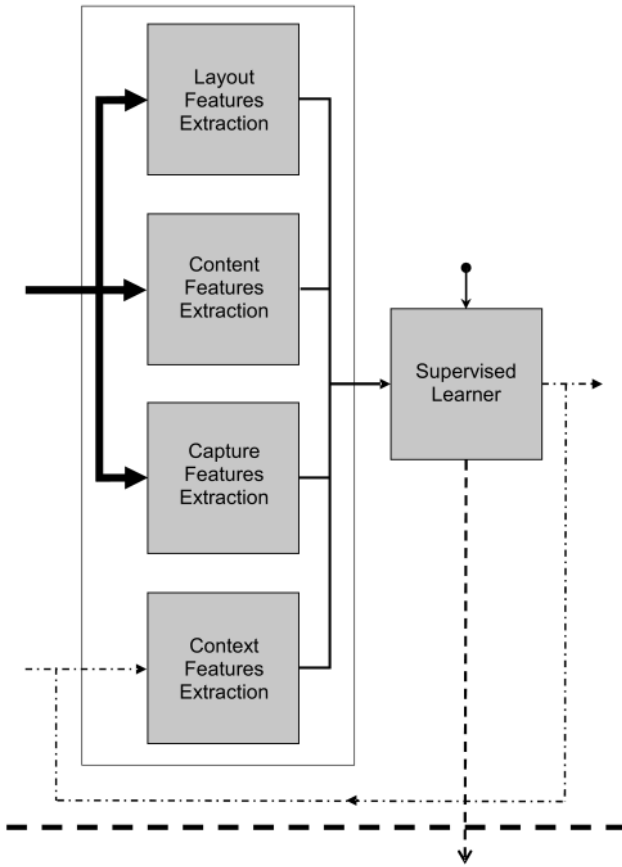 Layout
Features
Extraction
Content
Features
Extraction
Supervised
Learner
Capture
Features
Extraction
Context
Features
Extraction